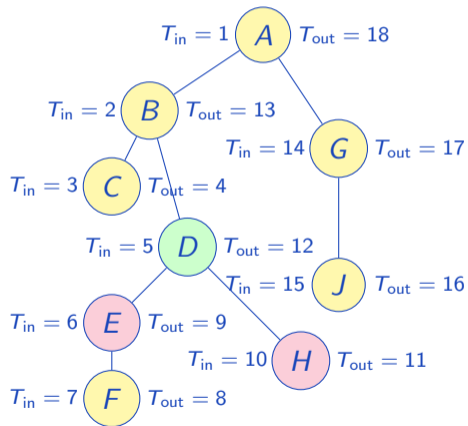 T_in = 1 A T_out = 18
T_in = 2 B T_out = 13
T_in = 14 G T_out = 17
T_in = 3 C T_out = 4
T_in = 5 D T_out = 12
T_in = 15 J T_out = 16
T_in = 6 E T_out = 9
T_in = 10 H T_out = 11
T_in = 7 F T_out = 8